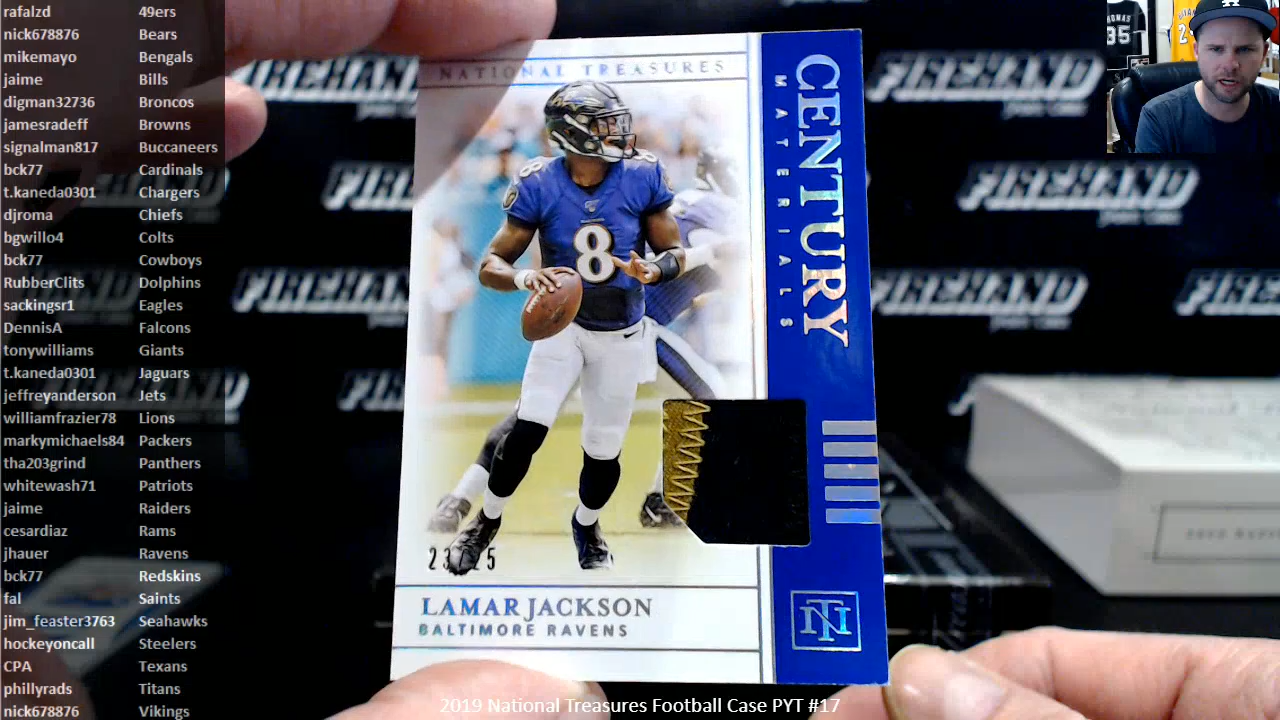 rafalzd 49ers
nick678876 Bears
mikemayo Bengals
jaime Bills
digman32736 Broncos
jamesradeff Browns
signalman817 Buccaneers
bck77 Cardinals
t.kaneda0301 Chargers
djroma Chiefs
bgwillo4 Colts
bck77 Cowboys
RubberClits Dolphins
sackingsr1 Eagles
DennisA Falcons
tonywilliams Giants
t.kaneda0301 Jaguars
jeffreyanderson Jets
williamfrazier78 Lions
markymichaels84 Packers
tha203grind Panthers
whitewash71 Patriots
jaime Raiders
cesardiaz Rams
jhauer Ravens
bck77 Redskins
fal Saints
jim_feaster3763 Seahawks
hockeyoncall Steelers
CPA Texans
phillyrads Titans
nick678876 Vikings
NATIONAL TREASURES
CENTURY
MATERIALS
8
LAMAR JACKSON
BALTIMORE RAVENS
NT
FIREHAND
FIREHAND
FIREHAND
FIREHAND
35
2019 National Treasures Football Case PYT #17